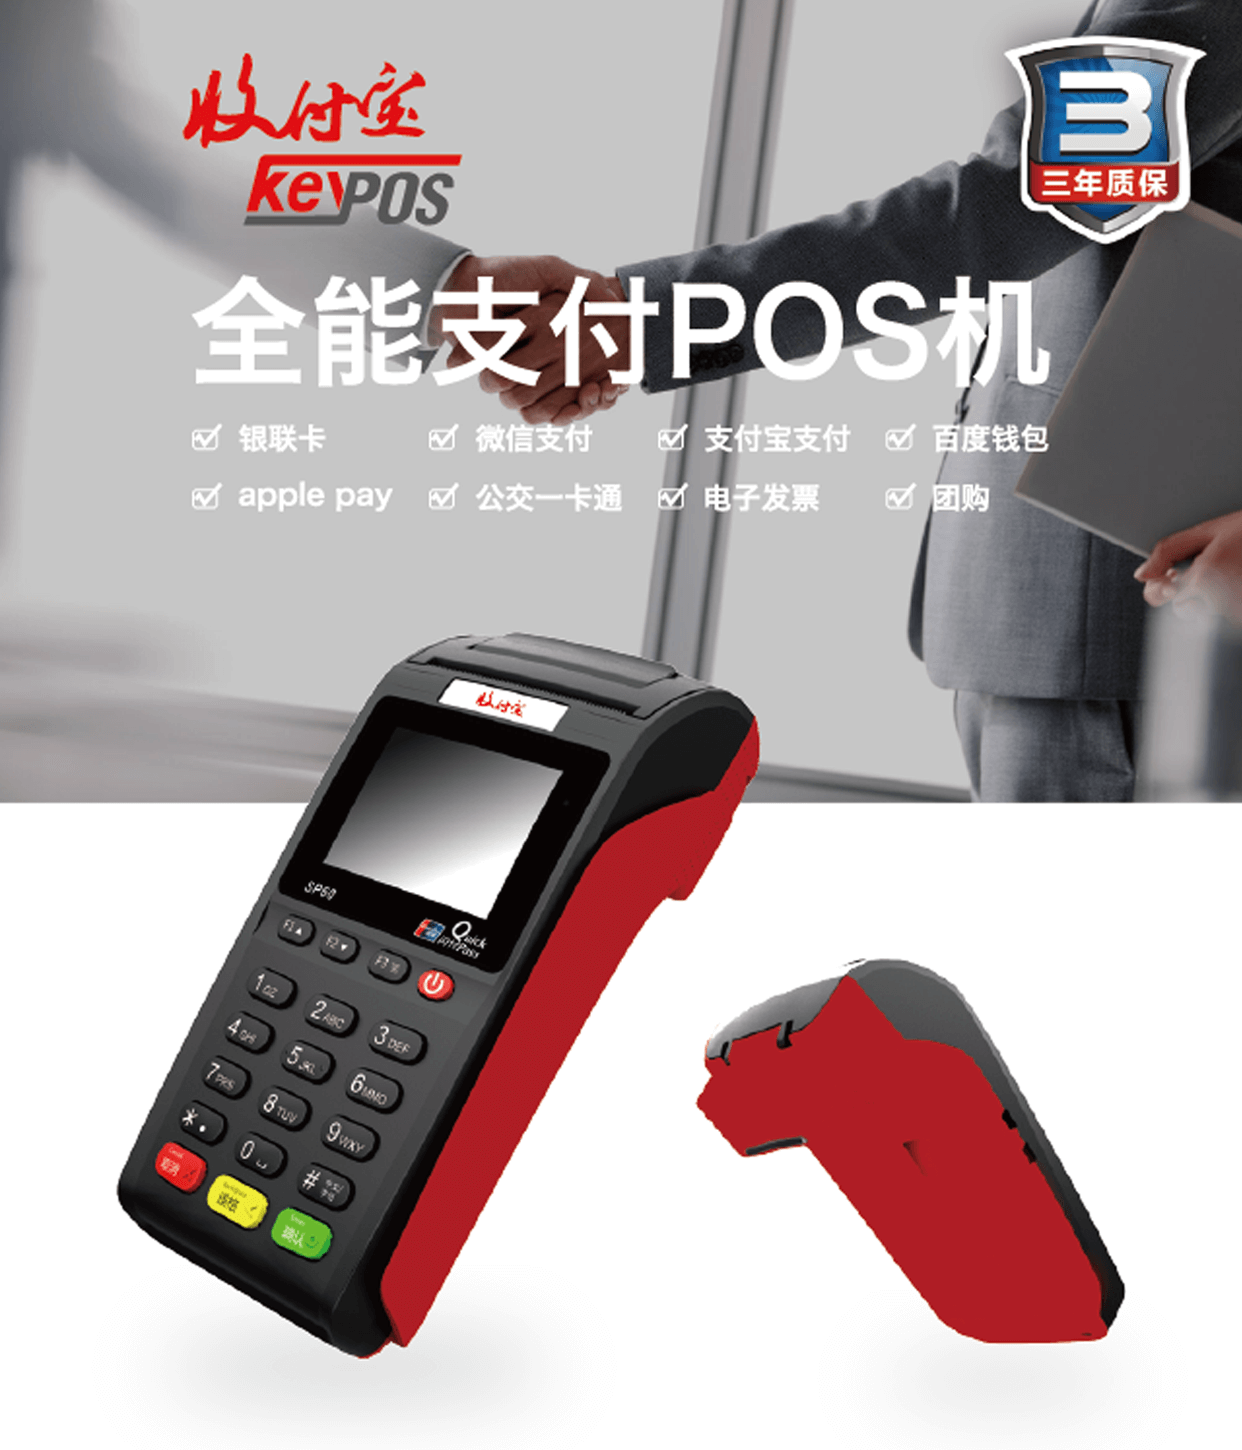 收付宝
keyPOS
3
三年质保
全能支付POS机
银联卡 微信支付 支付宝支付 百度钱包
apple pay 公交一卡通 电子发票 团购
收付宝
SP60
Quick
Pass
F1▲ F2▼ F3
1 QZ 2 ABC 3 DEF
4 GHI 5 JKL 6 MNO
7 PRS 8 TUV 9 WXY
*. 0 #
取消
确认